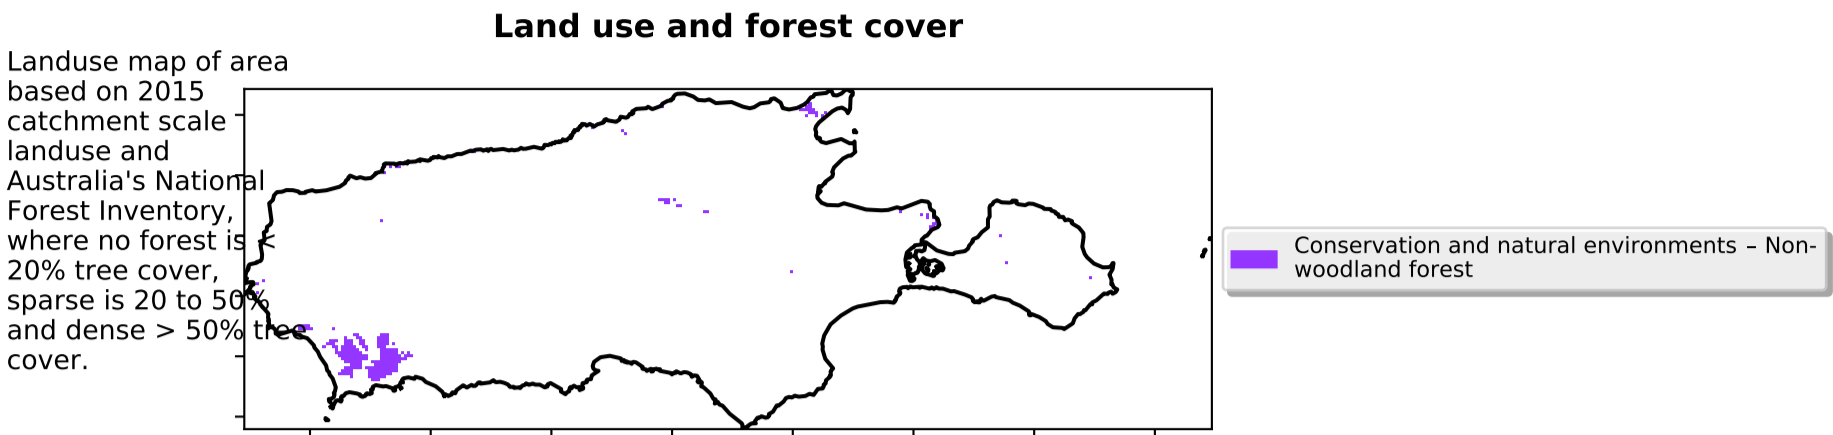 Land use and forest cover
Landuse map of area
based on 2015
catchment scale
landuse and
Australia's National
Forest Inventory,
where no forest is <
20% tree cover,
sparse is 20 to 50%
and dense > 50% tree
cover.
Conservation and natural environments – Non-
woodland forest